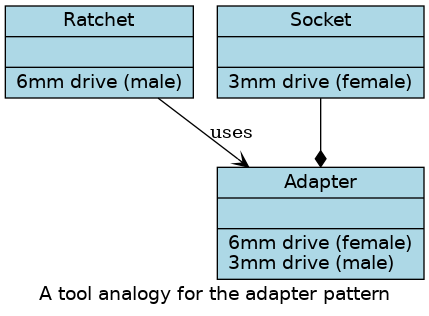 Ratchet
6mm drive (male)
Socket
3mm drive (female)
uses
Adapter
6mm drive (female)
3mm drive (male)
A tool analogy for the adapter pattern